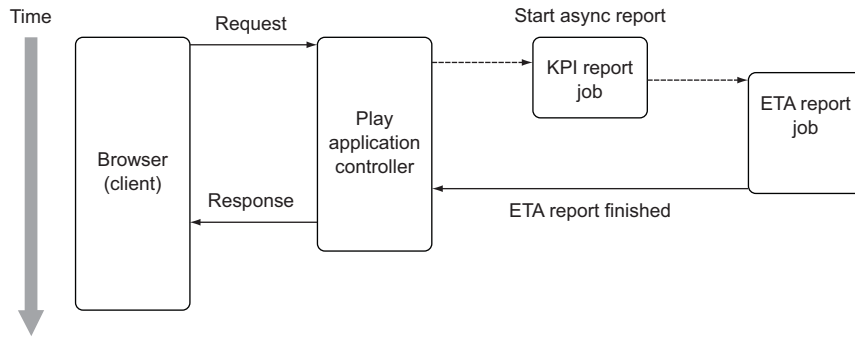 Time
Request
Start async report
KPI report
job
ETA report
job
Play
application
controller
Browser
(client)
Response
ETA report finished